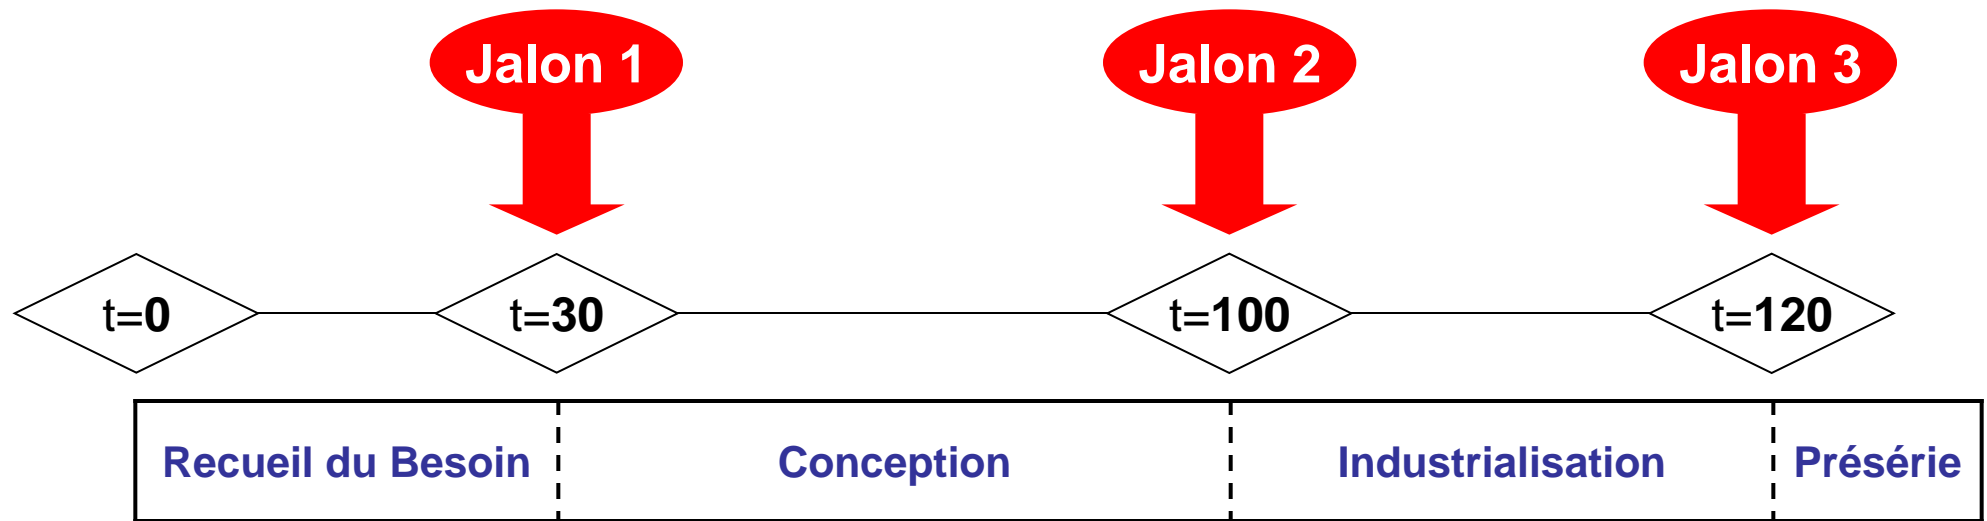 Jalon 1
Jalon 2
Jalon 3
t=0
t=30
t=100
t=120
Recueil du Besoin
Conception
Industrialisation
Présérie